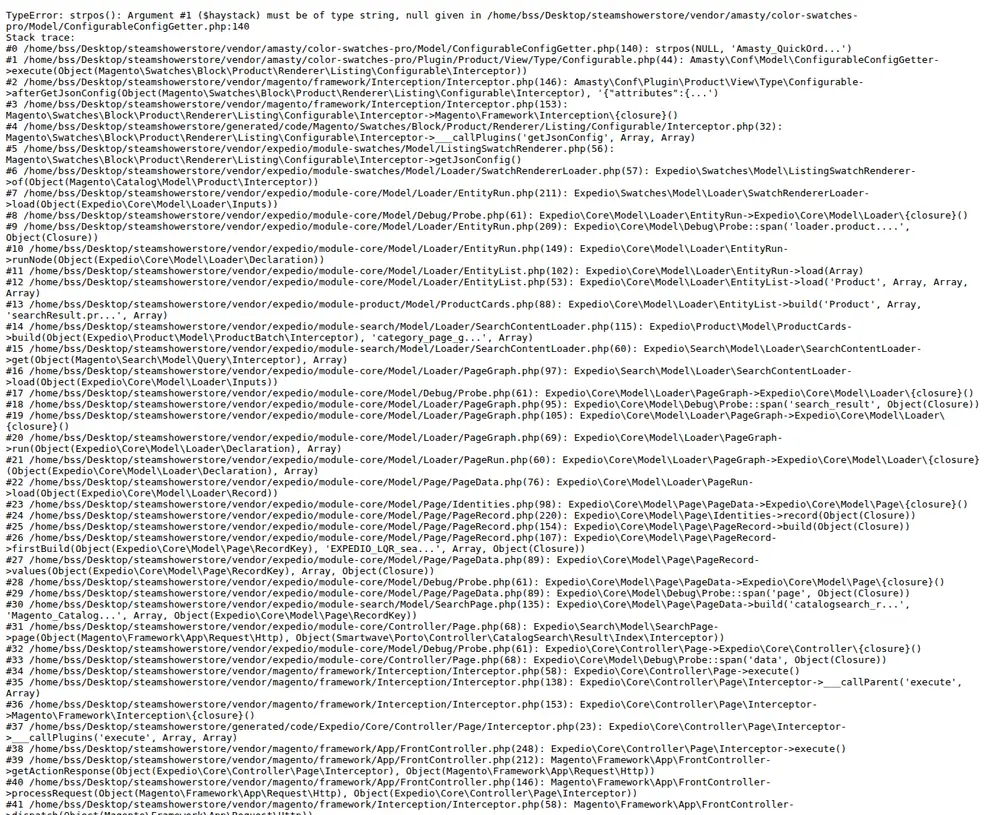 TypeError: strpos(): Argument #1 ($haystack) must be of type string, null given in /home/bss/Desktop/steamshowerstore/vendor/amasty/color-swatches-
pro/Model/ConfigurableConfigGetter.php:140
Stack trace:
#0 /home/bss/Desktop/steamshowerstore/vendor/amasty/color-swatches-pro/Model/ConfigurableConfigGetter.php(140): strpos(NULL, 'Amasty_QuickOrd...')
#1 /home/bss/Desktop/steamshowerstore/vendor/amasty/color-swatches-pro/Plugin/Product/View/Type/Configurable.php(44): Amasty\Conf\Model\ConfigurableConfigGetter-
>execute(Object(Magento\Swatches\Block\Product\Renderer\Listing\Configurable\Interceptor))
#2 /home/bss/Desktop/steamshowerstore/vendor/magento/framework/Interception/Interceptor.php(146): Amasty\Conf\Plugin\Product\View\Type\Configurable-
>afterGetJsonConfig(Object(Magento\Swatches\Block\Product\Renderer\Listing\Configurable\Interceptor), '{"attributes":{...')
#3 /home/bss/Desktop/steamshowerstore/vendor/magento/framework/Interception/Interceptor.php(153):
Magento\Swatches\Block\Product\Renderer\Listing\Configurable\Interceptor->Magento\Framework\Interception\{closure}()
#4 /home/bss/Desktop/steamshowerstore/generated/code/Magento/Swatches/Block/Product/Renderer/Listing/Configurable/Interceptor.php(32):
Magento\Swatches\Block\Product\Renderer\Listing\Configurable\Interceptor->___callPlugins('getJsonConfig', Array, Array)
#5 /home/bss/Desktop/steamshowerstore/vendor/expedio/module-swatches/Model/ListingSwatchRenderer.php(56):
Magento\Swatches\Block\Product\Renderer\Listing\Configurable\Interceptor->getJsonConfig()
#6 /home/bss/Desktop/steamshowerstore/vendor/expedio/module-swatches/Model/Loader/SwatchRendererLoader.php(57): Expedio\Swatches\Model\ListingSwatchRenderer-
>of(Object(Magento\Catalog\Model\Product\Interceptor))
#7 /home/bss/Desktop/steamshowerstore/vendor/expedio/module-core/Model/Loader/EntityRun.php(211): Expedio\Swatches\Model\Loader\SwatchRendererLoader-
>load(Object(Expedio\Core\Model\Loader\Inputs))
#8 /home/bss/Desktop/steamshowerstore/vendor/expedio/module-core/Model/Debug/Probe.php(61): Expedio\Core\Model\Loader\EntityRun->Expedio\Core\Model\Loader\{closure}()
#9 /home/bss/Desktop/steamshowerstore/vendor/expedio/module-core/Model/Loader/EntityRun.php(209): Expedio\Core\Model\Debug\Probe::span('loader.product....',
Object(Closure))
#10 /home/bss/Desktop/steamshowerstore/vendor/expedio/module-core/Model/Loader/EntityRun.php(149): Expedio\Core\Model\Loader\EntityRun-
>runNode(Object(Expedio\Core\Model\Loader\Declaration))
#11 /home/bss/Desktop/steamshowerstore/vendor/expedio/module-core/Model/Loader/EntityList.php(102): Expedio\Core\Model\Loader\EntityRun->load(Array)
#12 /home/bss/Desktop/steamshowerstore/vendor/expedio/module-core/Model/Loader/EntityList.php(53): Expedio\Core\Model\Loader\EntityList->load('Product', Array, Array,
Array)
#13 /home/bss/Desktop/steamshowerstore/vendor/expedio/module-product/Model/ProductCards.php(88): Expedio\Core\Model\Loader\EntityList->build('Product', Array,
'searchResult.pr...', Array)
#14 /home/bss/Desktop/steamshowerstore/vendor/expedio/module-search/Model/Loader/SearchContentLoader.php(115): Expedio\Product\Model\ProductCards-
>build(Object(Expedio\Product\Model\ProductBatch\Interceptor), 'category_page_g...', Array)
#15 /home/bss/Desktop/steamshowerstore/vendor/expedio/module-search/Model/Loader/SearchContentLoader.php(60): Expedio\Search\Model\Loader\SearchContentLoader-
>get(Object(Magento\Search\Model\Query\Interceptor), Array)
#16 /home/bss/Desktop/steamshowerstore/vendor/expedio/module-core/Model/Loader/PageGraph.php(97): Expedio\Search\Model\Loader\SearchContentLoader-
>load(Object(Expedio\Core\Model\Loader\Inputs))
#17 /home/bss/Desktop/steamshowerstore/vendor/expedio/module-core/Model/Debug/Probe.php(61): Expedio\Core\Model\Loader\PageGraph->Expedio\Core\Model\Loader\{closure}()
#18 /home/bss/Desktop/steamshowerstore/vendor/expedio/module-core/Model/Loader/PageGraph.php(95): Expedio\Core\Model\Debug\Probe::span('search_result', Object(Closure))
#19 /home/bss/Desktop/steamshowerstore/vendor/expedio/module-core/Model/Loader/PageGraph.php(105): Expedio\Core\Model\Loader\PageGraph->Expedio\Core\Model\Loader\
{closure}()
#20 /home/bss/Desktop/steamshowerstore/vendor/expedio/module-core/Model/Loader/PageGraph.php(69): Expedio\Core\Model\Loader\PageGraph-
>run(Object(Expedio\Core\Model\Loader\Declaration), Array)
#21 /home/bss/Desktop/steamshowerstore/vendor/expedio/module-core/Model/Loader/PageRun.php(60): Expedio\Core\Model\Loader\PageGraph->Expedio\Core\Model\Loader\{closure}
(Object(Expedio\Core\Model\Loader\Declaration), Array)
#22 /home/bss/Desktop/steamshowerstore/vendor/expedio/module-core/Model/Page/PageData.php(76): Expedio\Core\Model\Loader\PageRun-
>load(Object(Expedio\Core\Model\Loader\Record))
#23 /home/bss/Desktop/steamshowerstore/vendor/expedio/module-core/Model/Page/Identities.php(98): Expedio\Core\Model\Page\PageData->Expedio\Core\Model\Page\{closure}()
#24 /home/bss/Desktop/steamshowerstore/vendor/expedio/module-core/Model/Page/PageRecord.php(220): Expedio\Core\Model\Page\Identities->record(Object(Closure))
#25 /home/bss/Desktop/steamshowerstore/vendor/expedio/module-core/Model/Page/PageRecord.php(154): Expedio\Core\Model\Page\PageRecord->build(Object(Closure))
#26 /home/bss/Desktop/steamshowerstore/vendor/expedio/module-core/Model/Page/PageRecord.php(107): Expedio\Core\Model\Page\PageRecord-
>firstBuild(Object(Expedio\Core\Model\Page\RecordKey), 'EXPEDIO_LQR_sea...', Array, Object(Closure))
#27 /home/bss/Desktop/steamshowerstore/vendor/expedio/module-core/Model/Page/PageData.php(89): Expedio\Core\Model\Page\PageRecord-
>values(Object(Expedio\Core\Model\Page\RecordKey), Array, Object(Closure))
#28 /home/bss/Desktop/steamshowerstore/vendor/expedio/module-core/Model/Debug/Probe.php(61): Expedio\Core\Model\Page\PageData->Expedio\Core\Model\Page\{closure}()
#29 /home/bss/Desktop/steamshowerstore/vendor/expedio/module-core/Model/Page/PageData.php(89): Expedio\Core\Model\Debug\Probe::span('page', Object(Closure))
#30 /home/bss/Desktop/steamshowerstore/vendor/expedio/module-search/Model/SearchPage.php(135): Expedio\Core\Model\Page\PageData->build('catalogsearch_r...',
'Magento_Catalog...', Array, Object(Expedio\Core\Model\Page\RecordKey))
#31 /home/bss/Desktop/steamshowerstore/vendor/expedio/module-core/Controller/Page.php(68): Expedio\Search\Model\SearchPage-
>page(Object(Magento\Framework\App\Request\Http), Object(Smartwave\Porto\Controller\CatalogSearch\Result\Index\Interceptor))
#32 /home/bss/Desktop/steamshowerstore/vendor/expedio/module-core/Model/Debug/Probe.php(61): Expedio\Core\Controller\Page->Expedio\Core\Controller\{closure}()
#33 /home/bss/Desktop/steamshowerstore/vendor/expedio/module-core/Controller/Page.php(68): Expedio\Core\Model\Debug\Probe::span('data', Object(Closure))
#34 /home/bss/Desktop/steamshowerstore/vendor/magento/framework/Interception/Interceptor.php(58): Expedio\Core\Controller\Page->execute()
#35 /home/bss/Desktop/steamshowerstore/vendor/magento/framework/Interception/Interceptor.php(138): Expedio\Core\Controller\Page\Interceptor->___callParent('execute',
Array)
#36 /home/bss/Desktop/steamshowerstore/vendor/magento/framework/Interception/Interceptor.php(153): Expedio\Core\Controller\Page\Interceptor-
>Magento\Framework\Interception\{closure}()
#37 /home/bss/Desktop/steamshowerstore/generated/code/Expedio/Core/Controller/Page/Interceptor.php(23): Expedio\Core\Controller\Page\Interceptor-
>___callPlugins('execute', Array, Array)
#38 /home/bss/Desktop/steamshowerstore/vendor/magento/framework/App/FrontController.php(248): Expedio\Core\Controller\Page\Interceptor->execute()
#39 /home/bss/Desktop/steamshowerstore/vendor/magento/framework/App/FrontController.php(212): Magento\Framework\App\FrontController-
>getActionResponse(Object(Expedio\Core\Controller\Page\Interceptor), Object(Magento\Framework\App\Request\Http))
#40 /home/bss/Desktop/steamshowerstore/vendor/magento/framework/App/FrontController.php(146): Magento\Framework\App\FrontController-
>processRequest(Object(Magento\Framework\App\Request\Http), Object(Expedio\Core\Controller\Page\Interceptor))
#41 /home/bss/Desktop/steamshowerstore/vendor/magento/framework/Interception/Interceptor.php(58): Magento\Framework\App\FrontController-
>dispatch(Object(Magento\Framework\App\Request\Http))